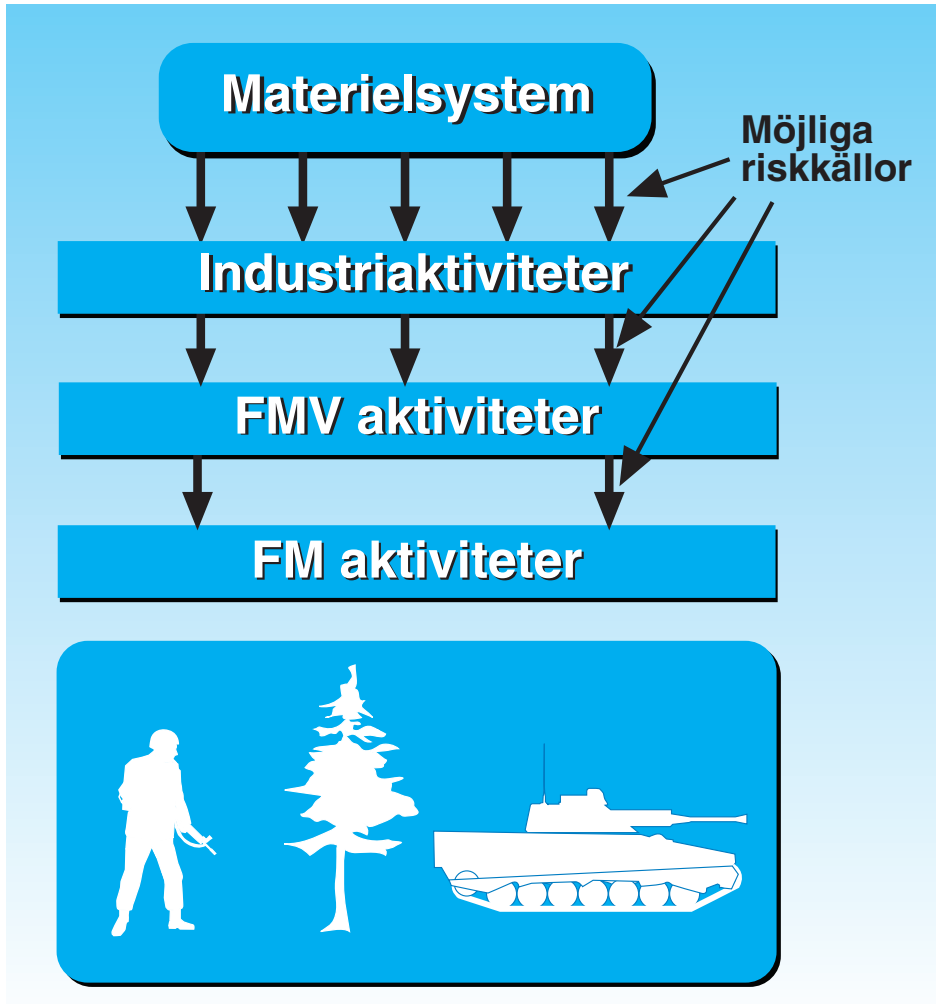 Materielsystem
Möjliga
riskkällor
Industriaktiviteter
FMV aktiviteter
FM aktiviteter